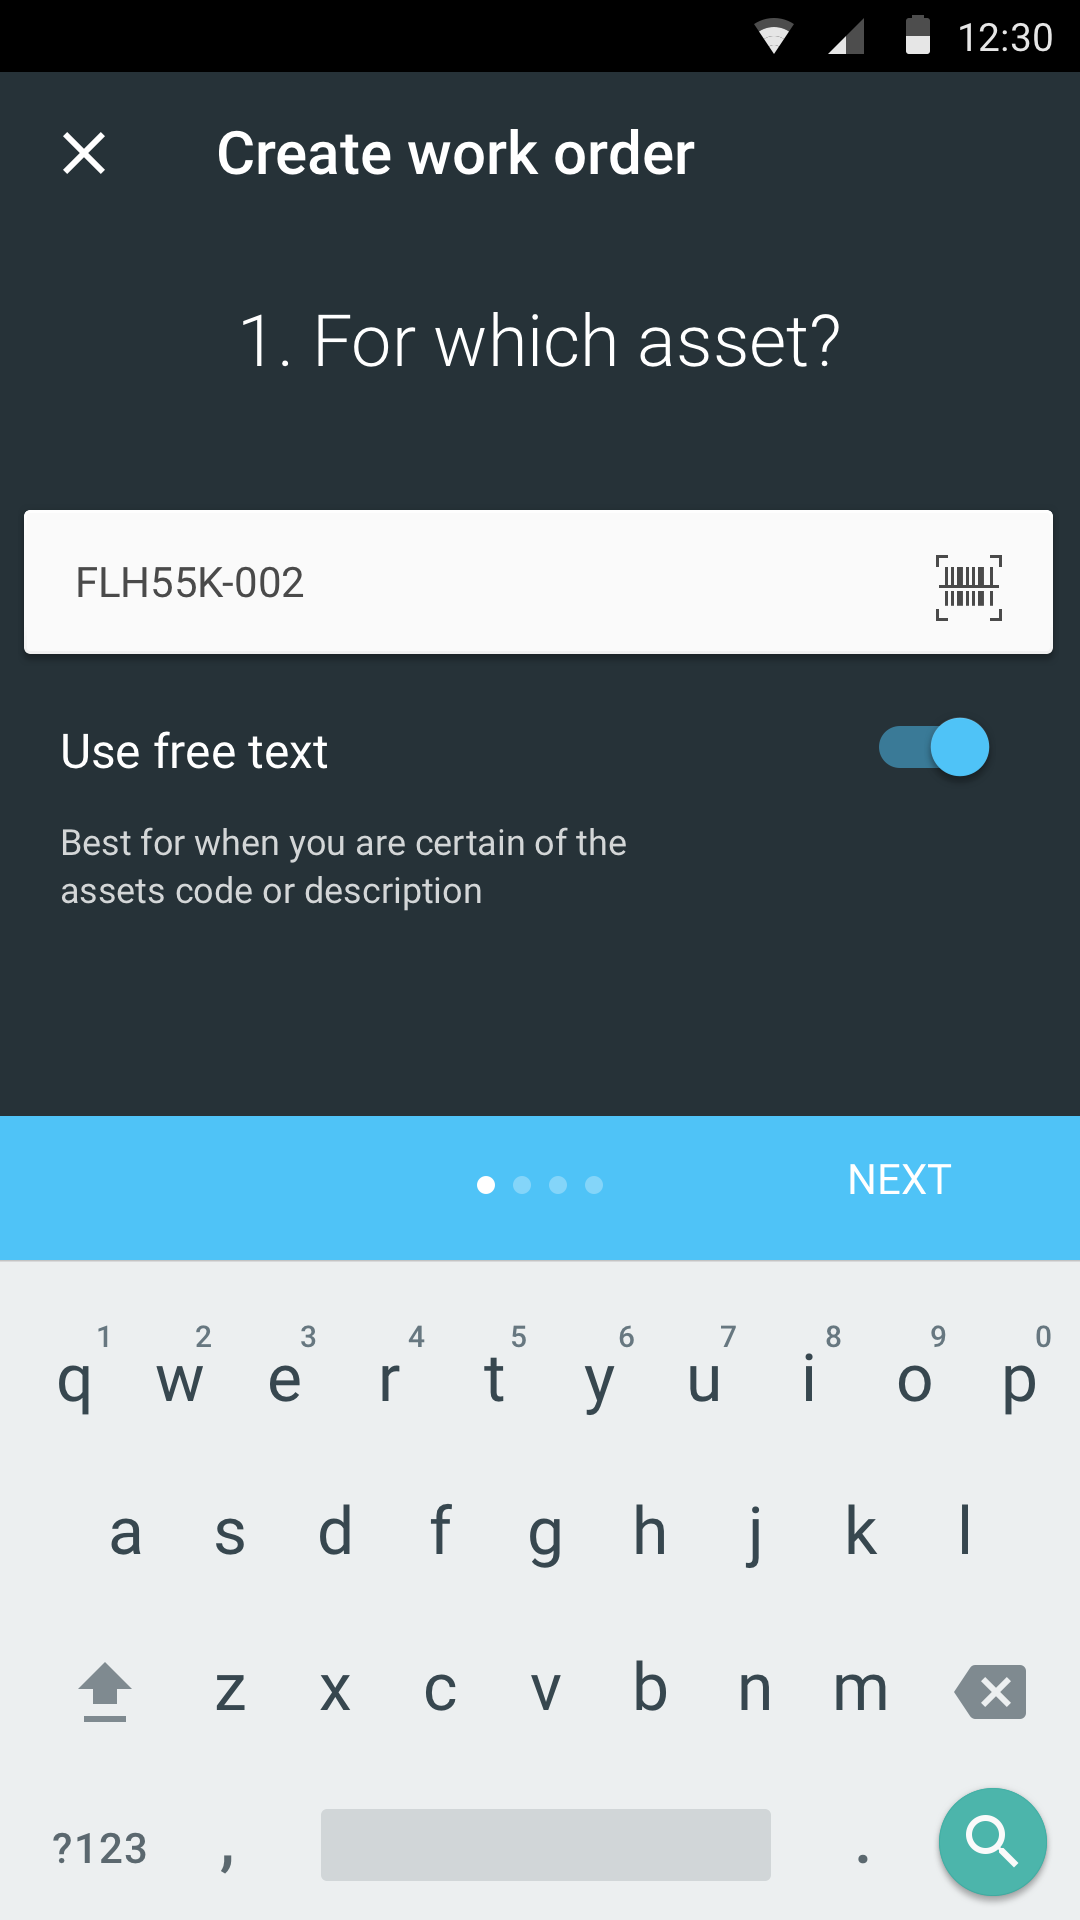 12:30
Create work order
1. For which asset?
FLH55K-002
Use free text
Best for when you are certain of the
assets code or description
NEXT
1 2 3 4 5 6 7 8 9 0
q w e r t y u i o p
a s d f g h j k l
z x c v b n m
?123 , .